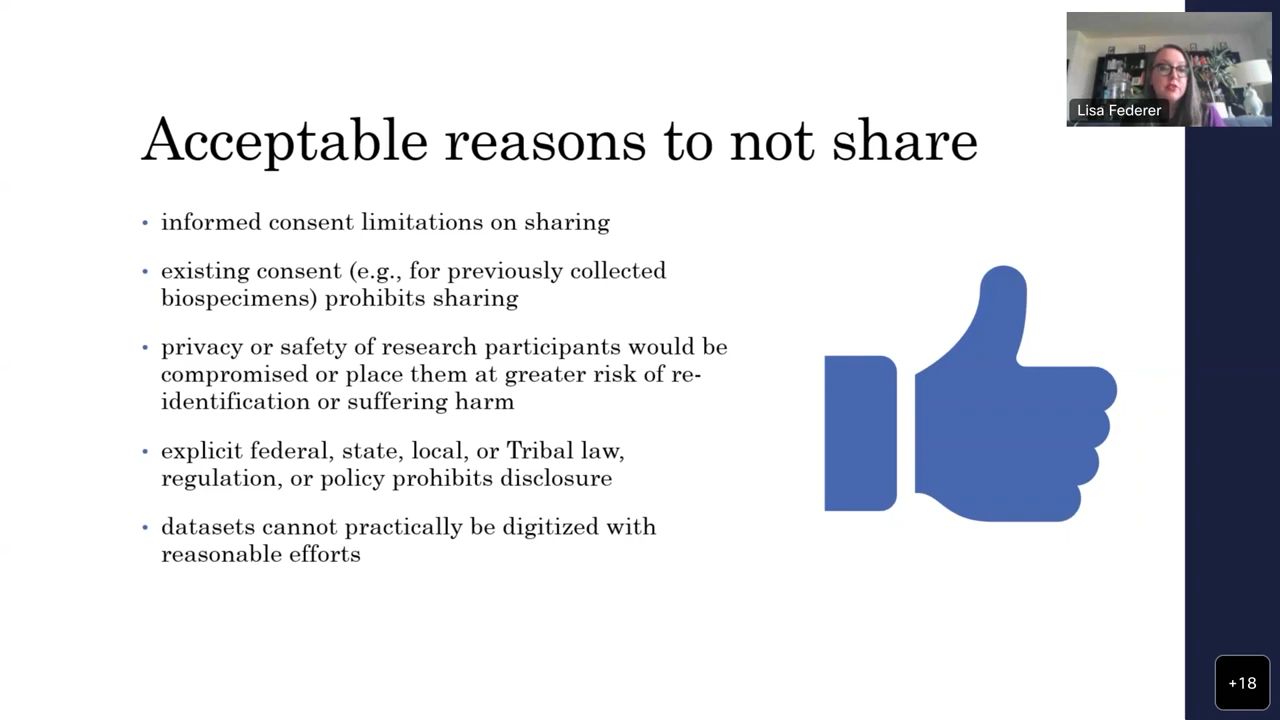 Acceptable reasons to not share
informed consent limitations on sharing
existing consent (e.g., for previously collected
biospecimens) prohibits sharing
privacy or safety of research participants would be
compromised or place them at greater risk of re-
identification or suffering harm
explicit federal, state, local, or Tribal law,
regulation, or policy prohibits disclosure
datasets cannot practically be digitized with
reasonable efforts
Lisa Federer
+18